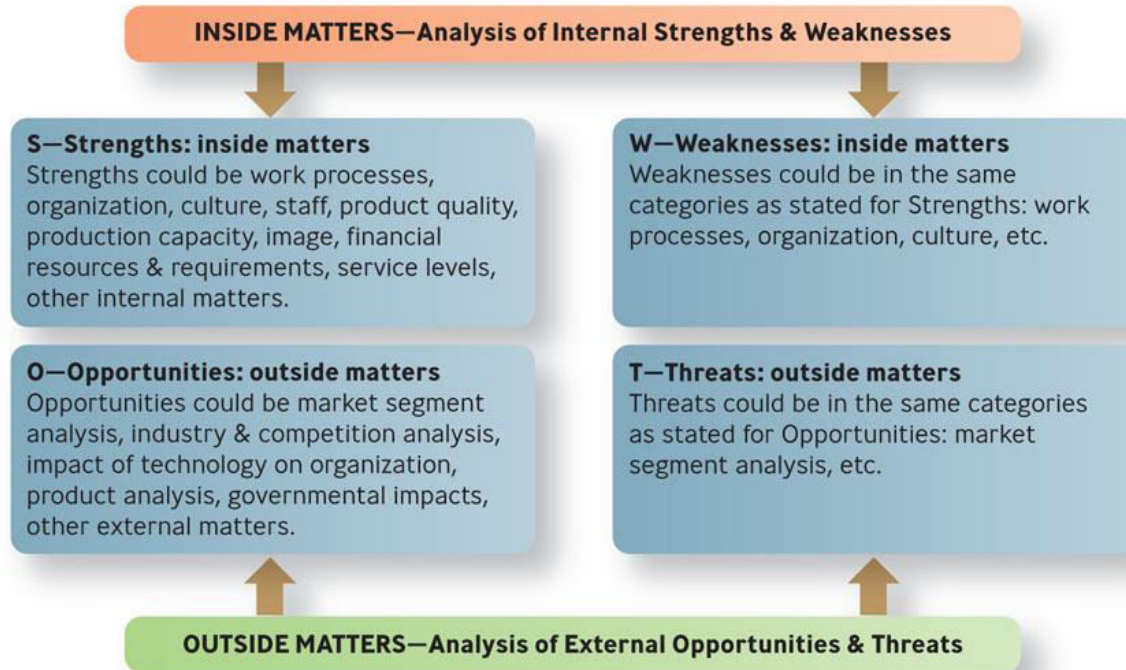 INSIDE MATTERS—Analysis of Internal Strengths & Weaknesses
S—Strengths: inside matters
Strengths could be work processes,
organization, culture, staff, product quality,
production capacity, image, financial
resources & requirements, service levels,
other internal matters.
W—Weaknesses: inside matters
Weaknesses could be in the same
categories as stated for Strengths: work
processes, organization, culture, etc.
O—Opportunities: outside matters
Opportunities could be market segment
analysis, industry & competition analysis,
impact of technology on organization,
product analysis, governmental impacts,
other external matters.
T—Threats: outside matters
Threats could be in the same categories
as stated for Opportunities: market
segment analysis, etc.
OUTSIDE MATTERS—Analysis of External Opportunities & Threats